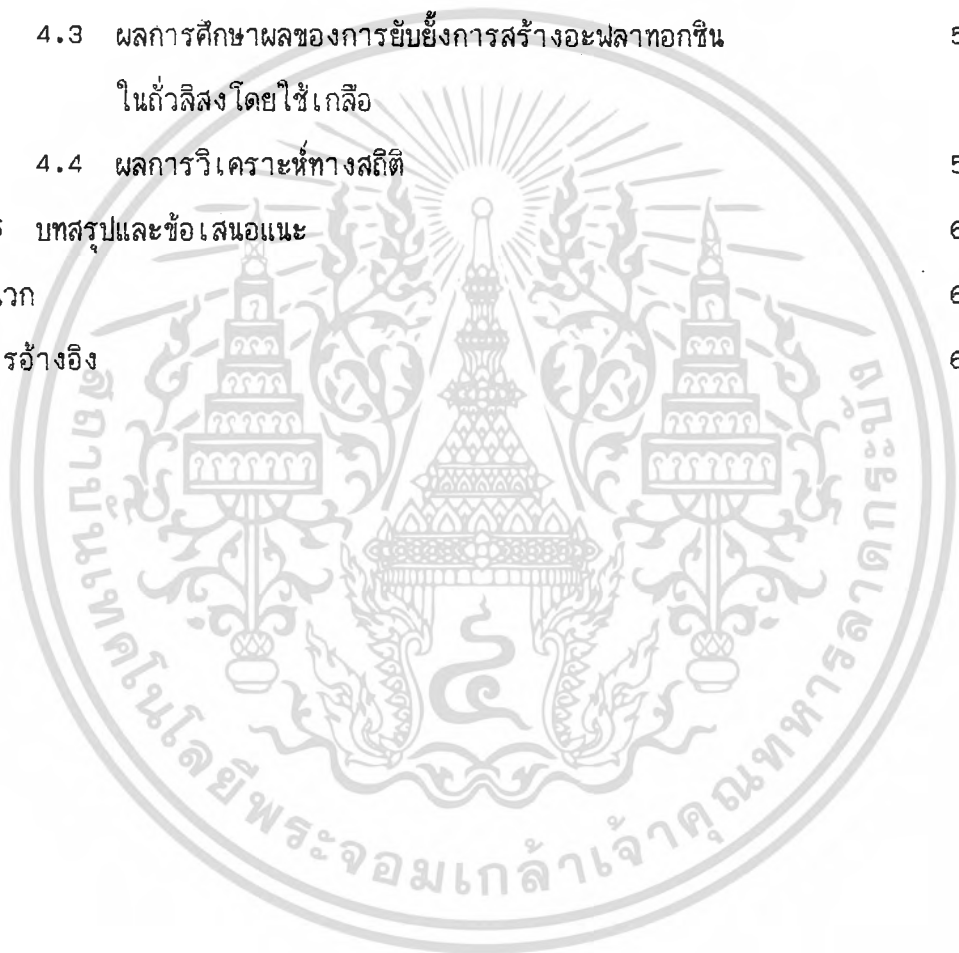 4.3 ผลการศึกษาผลของการยับยั้งการสร้างอะฟลาทอกซิน 5
ในถั่วลิสงโดยใช้เกลือ
4.4 ผลการวิเคราะห์ทางสถิติ 5
บทสรุปและข้อเสนอแนะ 6
นวก 6
รอ้างอิง 6
สถาบันเทคโนโลยีพระจอมเกล้าเจ้าคุณทหารลาดกระบัง